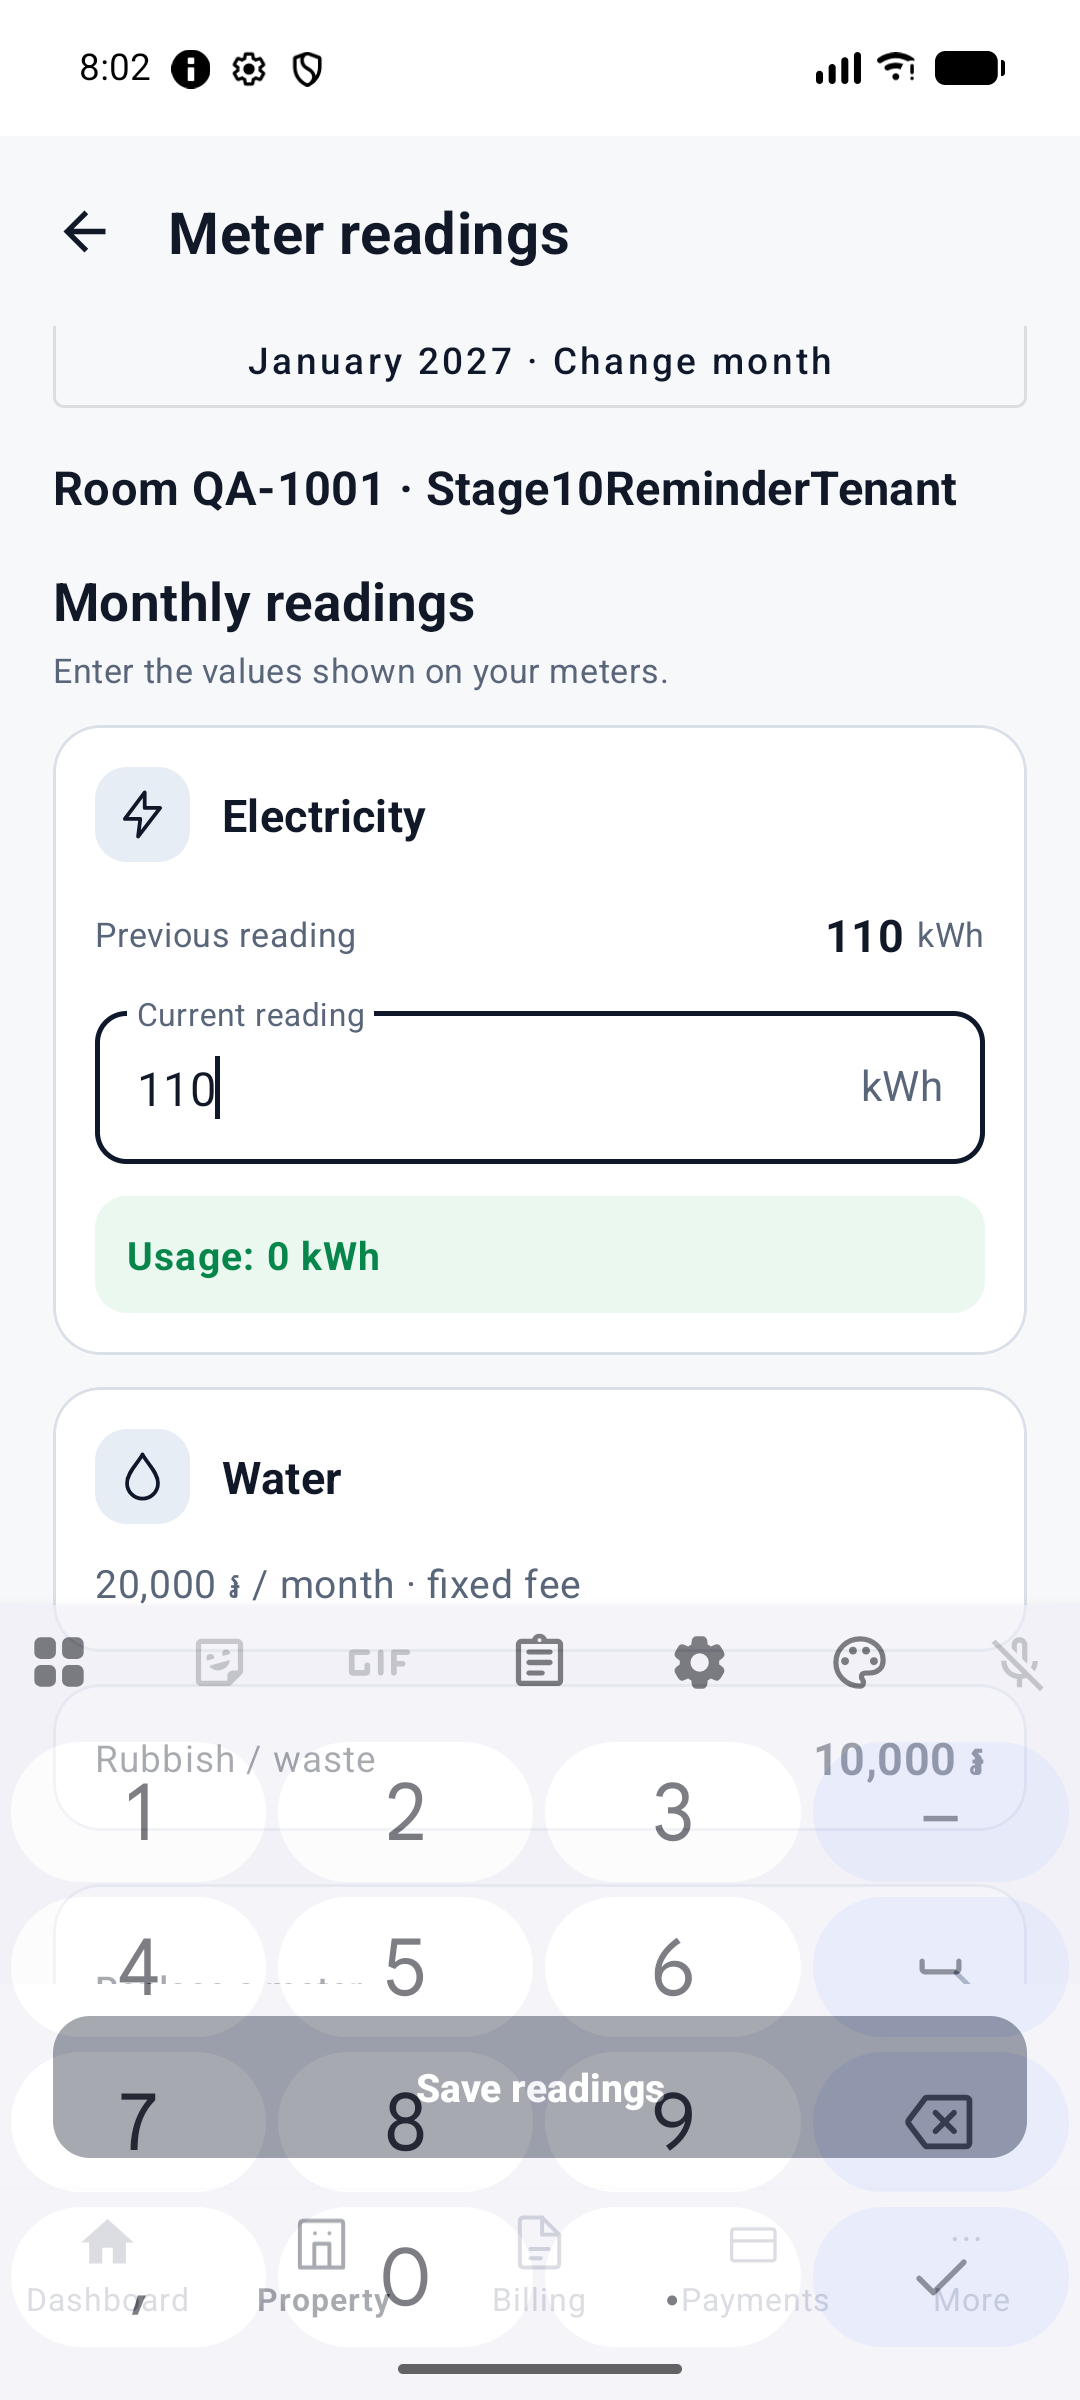 8:02
Meter readings
January 2027 · Change month
Room QA-1001 · Stage10ReminderTenant
Monthly readings
Enter the values shown on your meters.
Electricity
Previous reading 110 kWh
Current reading
110 kWh
Usage: 0 kWh
Water
20,000 / month · fixed fee
GIF
Rubbish / waste 10,000
1 2 3 –
4 5 6
Save readings
7 8 9
, 0 .
Dashboard Property Billing Payments More